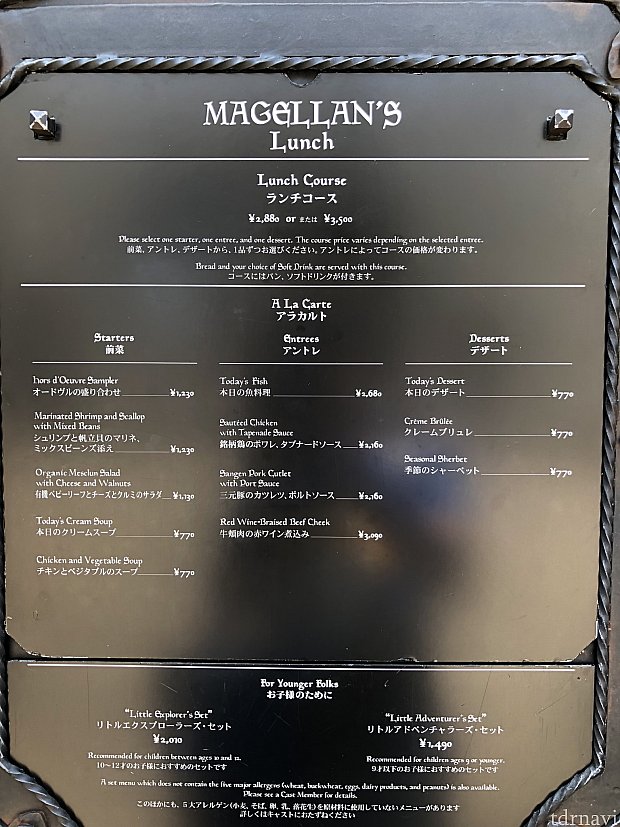 MAGELLAN'S
Lunch
Lunch Course
ランチコース
¥2,880 or または ¥3,500
Please select one starter, one entree, and one dessert. The course price varies depending on the selected entree.
前菜、アントレ、デザートから、1品ずつお選びください。アントレによってコースの価格が変わります。
Bread and your choice of Soft Drink are served with this course.
コースにはパン、ソフトドリンクが付きます。
A La Carte
アラカルト
Starters
前菜
Hors d'Oeuvre Sampler
オードヴルの盛り合わせ ¥1,230
Marinated Shrimp and Scallop
with Mixed Beans
シュリンプと帆立貝のマリネ、
ミックスビーンズ添え ¥1,230
Organic Mesclun Salad
with Cheese and Walnuts
有機ベビーリーフとチーズとクルミのサラダ ¥1,130
Today's Cream Soup
本日のクリームスープ ¥770
Chicken and Vegetable Soup
チキンとベジタブルのスープ ¥770
Entrees
アントレ
Today's Fish
本日の魚料理 ¥2,680
Sautéed Chicken
with Tapenade Sauce
銘柄鶏のポワレ、タプナードソース ¥2,160
Sangen Pork Cutlet
with Port Sauce
三元豚のカツレツ、ポルトソース ¥2,160
Red Wine-Braised Beef Cheek
牛頬肉の赤ワイン煮込み ¥3,090
Desserts
デザート
Today's Dessert
本日のデザート ¥770
Crème Brûlée
クレームブリュレ ¥770
Seasonal Sherbet
季節のシャーベット ¥770
For Younger Folks
お子様のために
"Little Explorer's Set"
リトルエクスプローラーズ・セット
¥2,010
Recommended for children between ages 10 and 12.
10〜12才のお子様におすすめのセットです
"Little Adventurer's Set"
リトルアドベンチャラーズ・セット
¥1,490
Recommended for children ages 9 or younger.
9才以下のお子様におすすめのセットです
A set menu which does not contain the five major allergens (wheat, buckwheat, eggs, dairy products, and peanuts) is also available.
Please see a Cast Member for details.
このほかにも、5大アレルゲン(小麦、そば、卵、乳、落花生)を原材料に使用していないメニューがあります
詳しくはキャストにおたずねください
tdrnavi